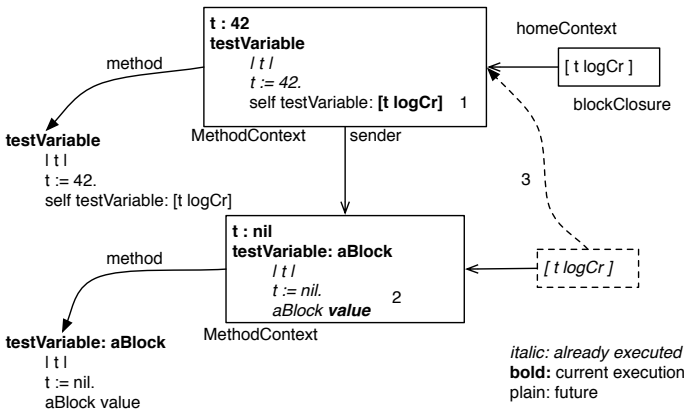 t : 42
testVariable
| t |
t := 42.
self testVariable: [t logCr] 1
MethodContext
sender
homeContext
[ t logCr ]
blockClosure
method
testVariable
| t |
t := 42.
self testVariable: [t logCr]
3
t : nil
testVariable: aBlock
| t |
t := nil.
aBlock value 2
MethodContext
[ t logCr ]
method
testVariable: aBlock
| t |
t := nil.
aBlock value
italic: already executed
bold: current execution
plain: future